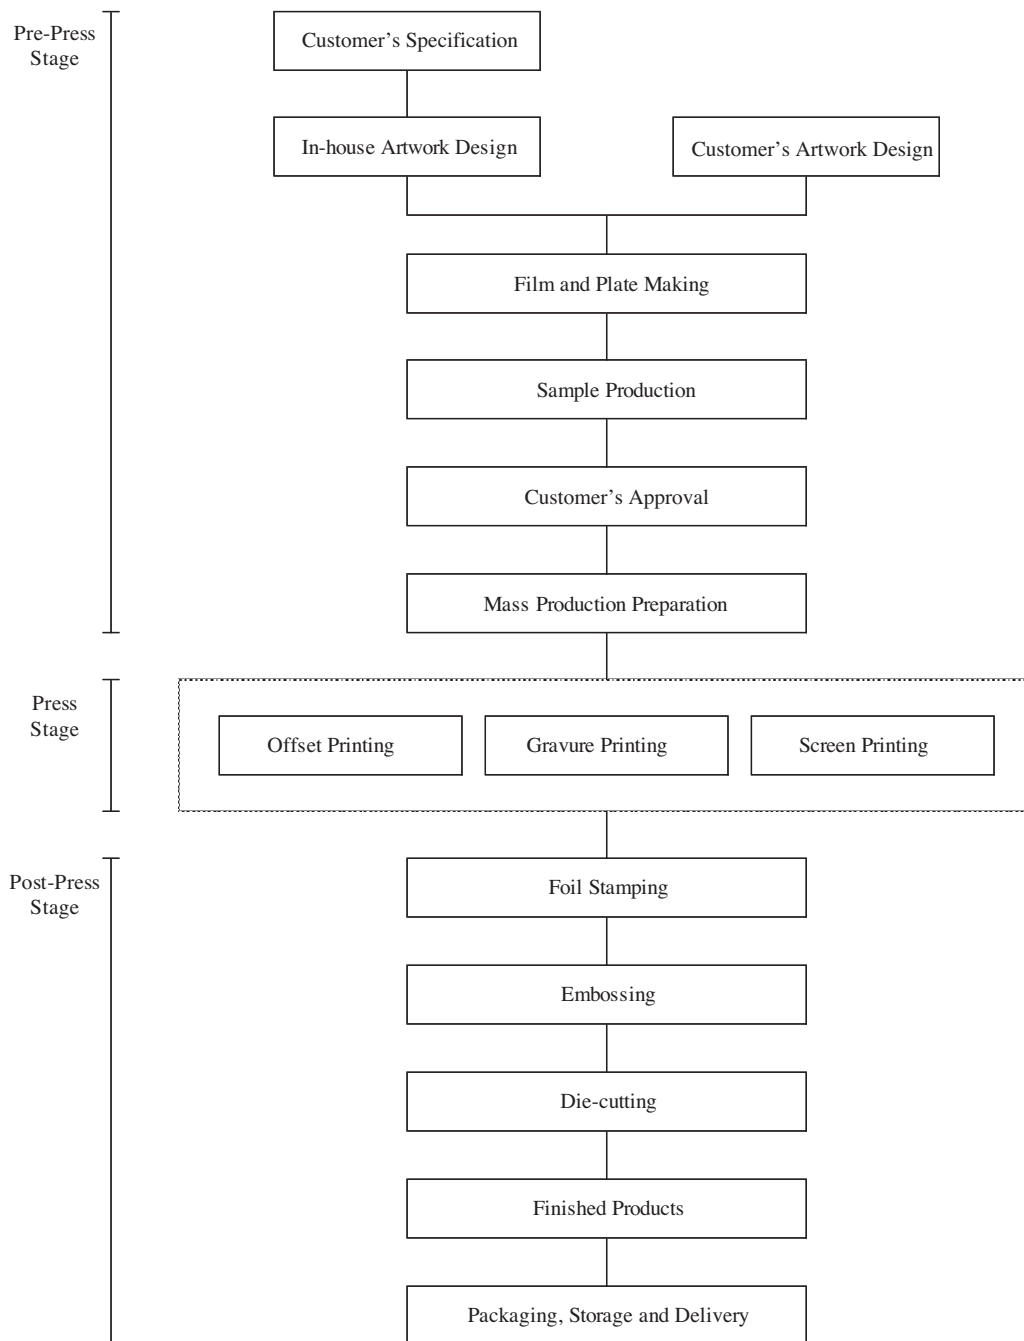 Pre-Press
Stage
Customer’s Specification
In-house Artwork Design
Customer’s Artwork Design
Film and Plate Making
Sample Production
Customer’s Approval
Mass Production Preparation
Press
Stage
Offset Printing
Gravure Printing
Screen Printing
Post-Press
Stage
Foil Stamping
Embossing
Die-cutting
Finished Products
Packaging, Storage and Delivery